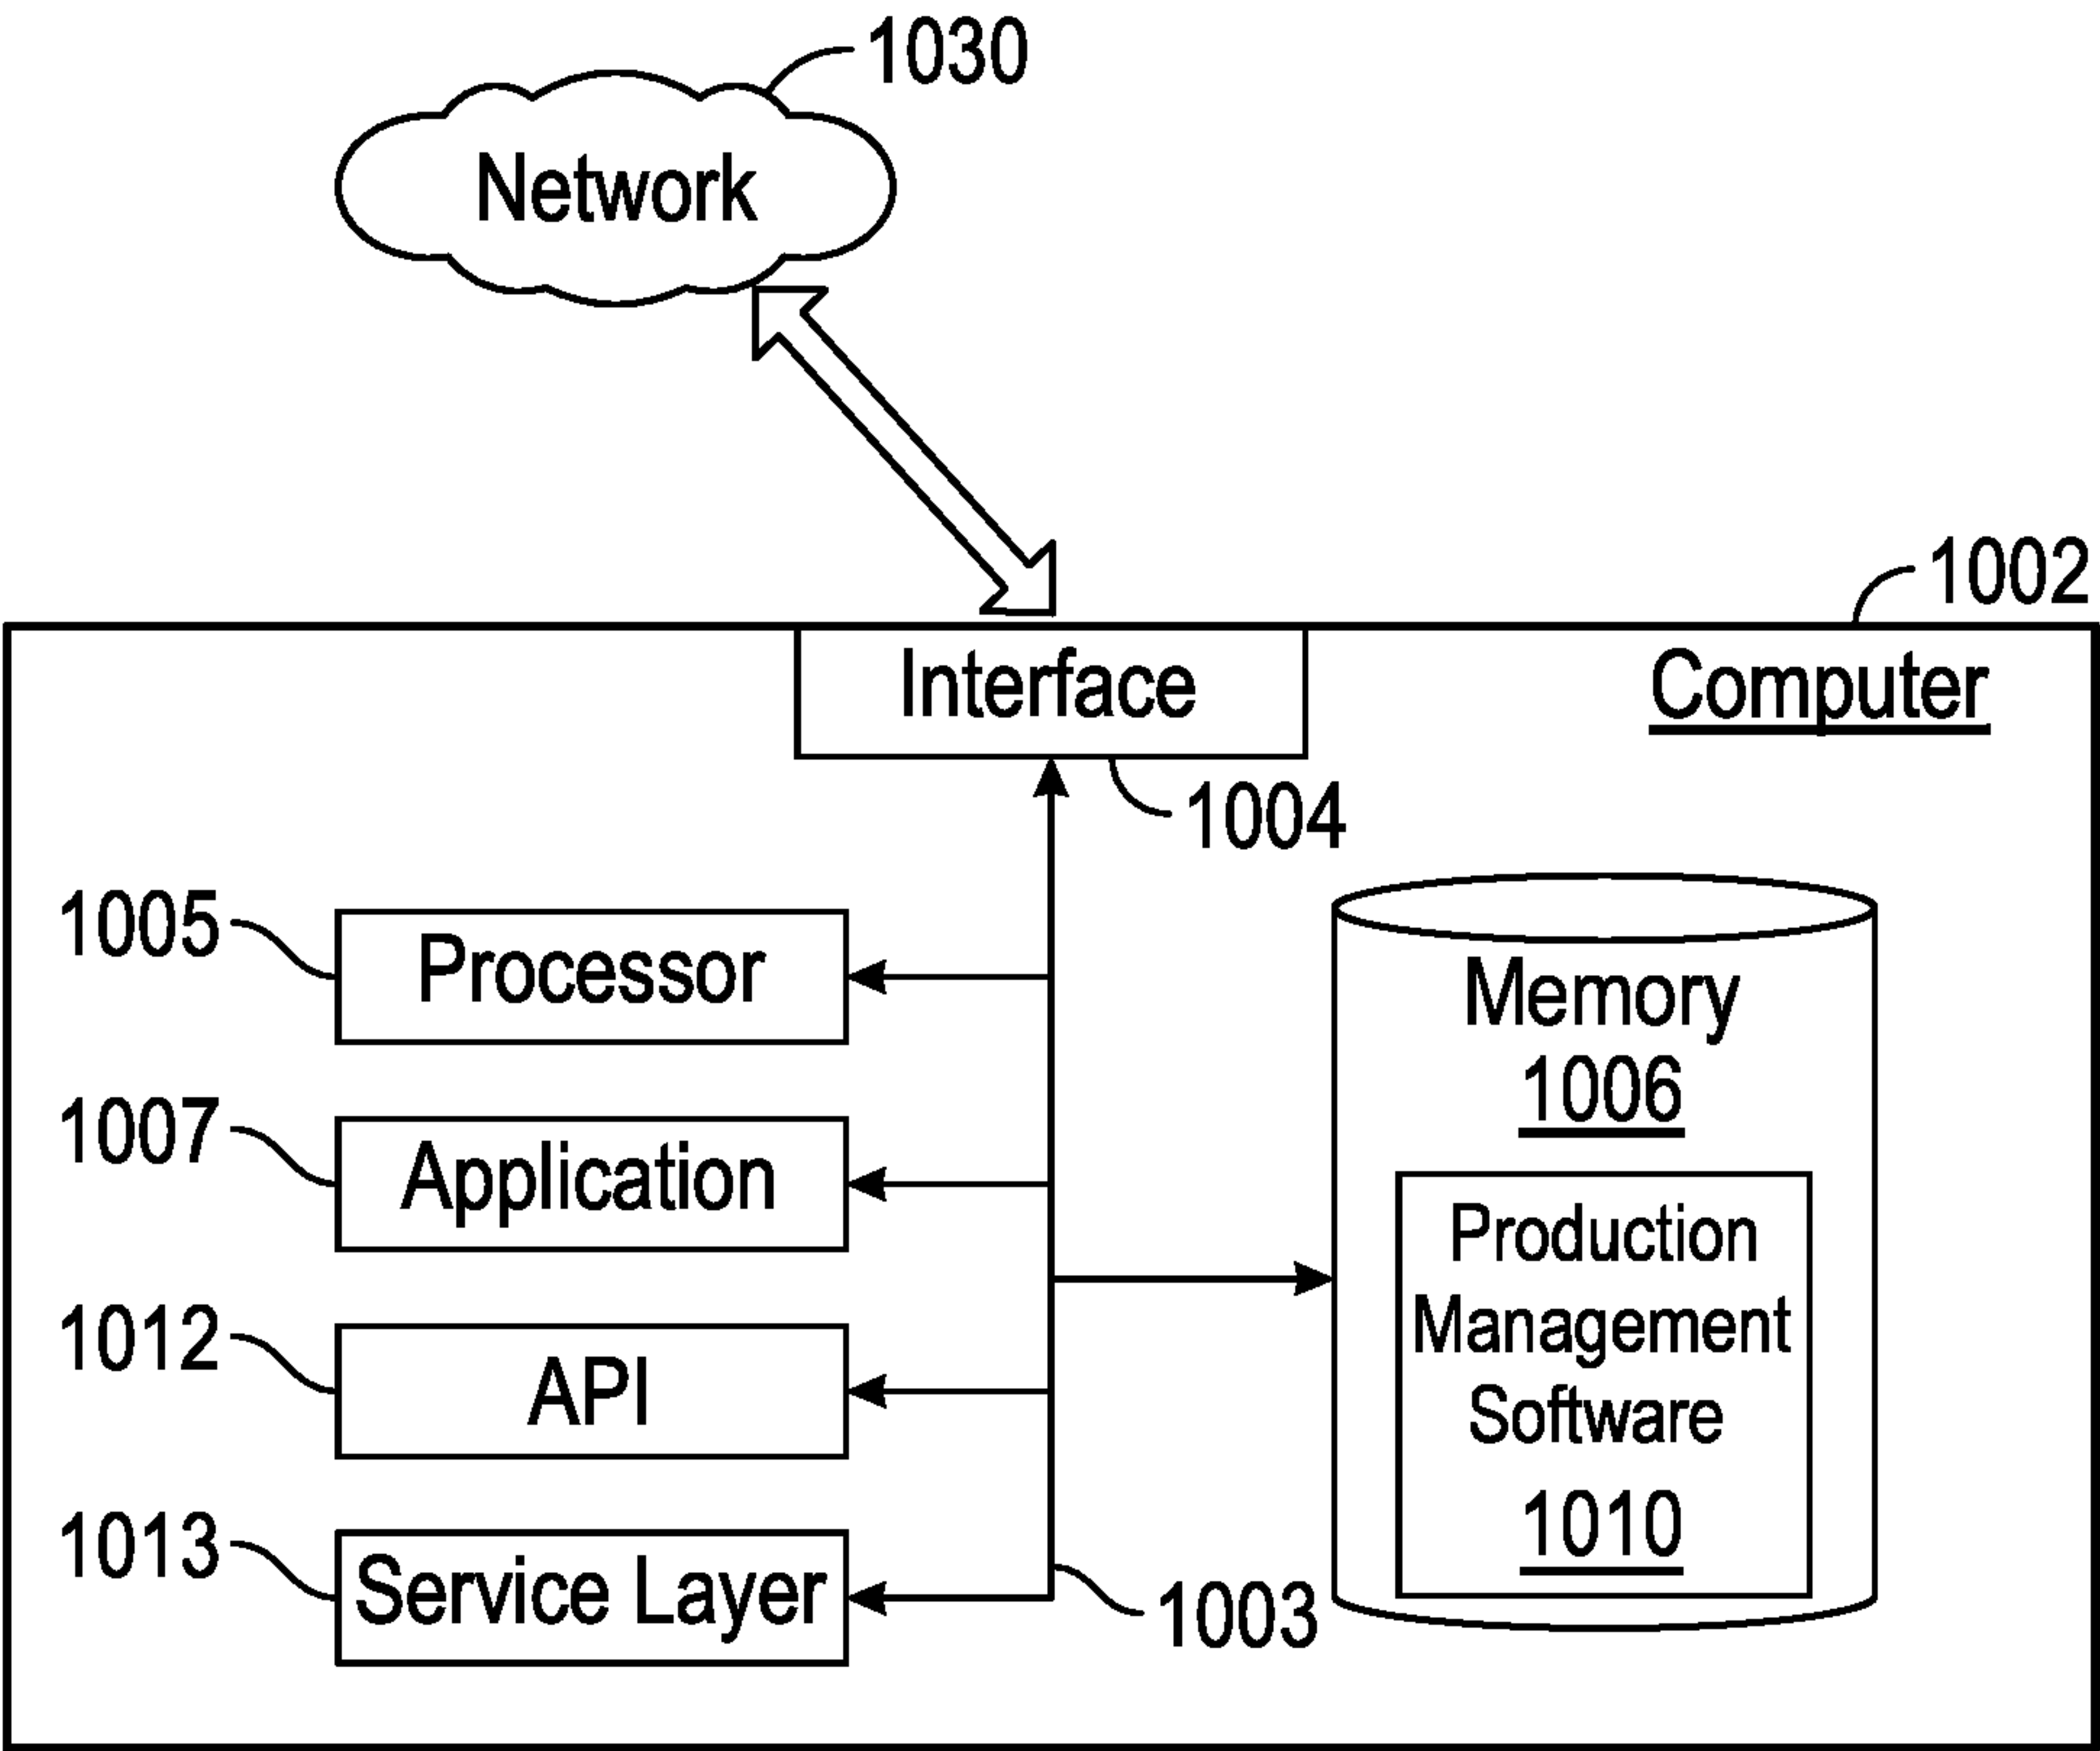 1030
Network
1002
Interface
Computer
1004
1005
Processor
Memory
1006
1007
Application
Production
Management
Software
1010
1012
API
1013
Service Layer
1003